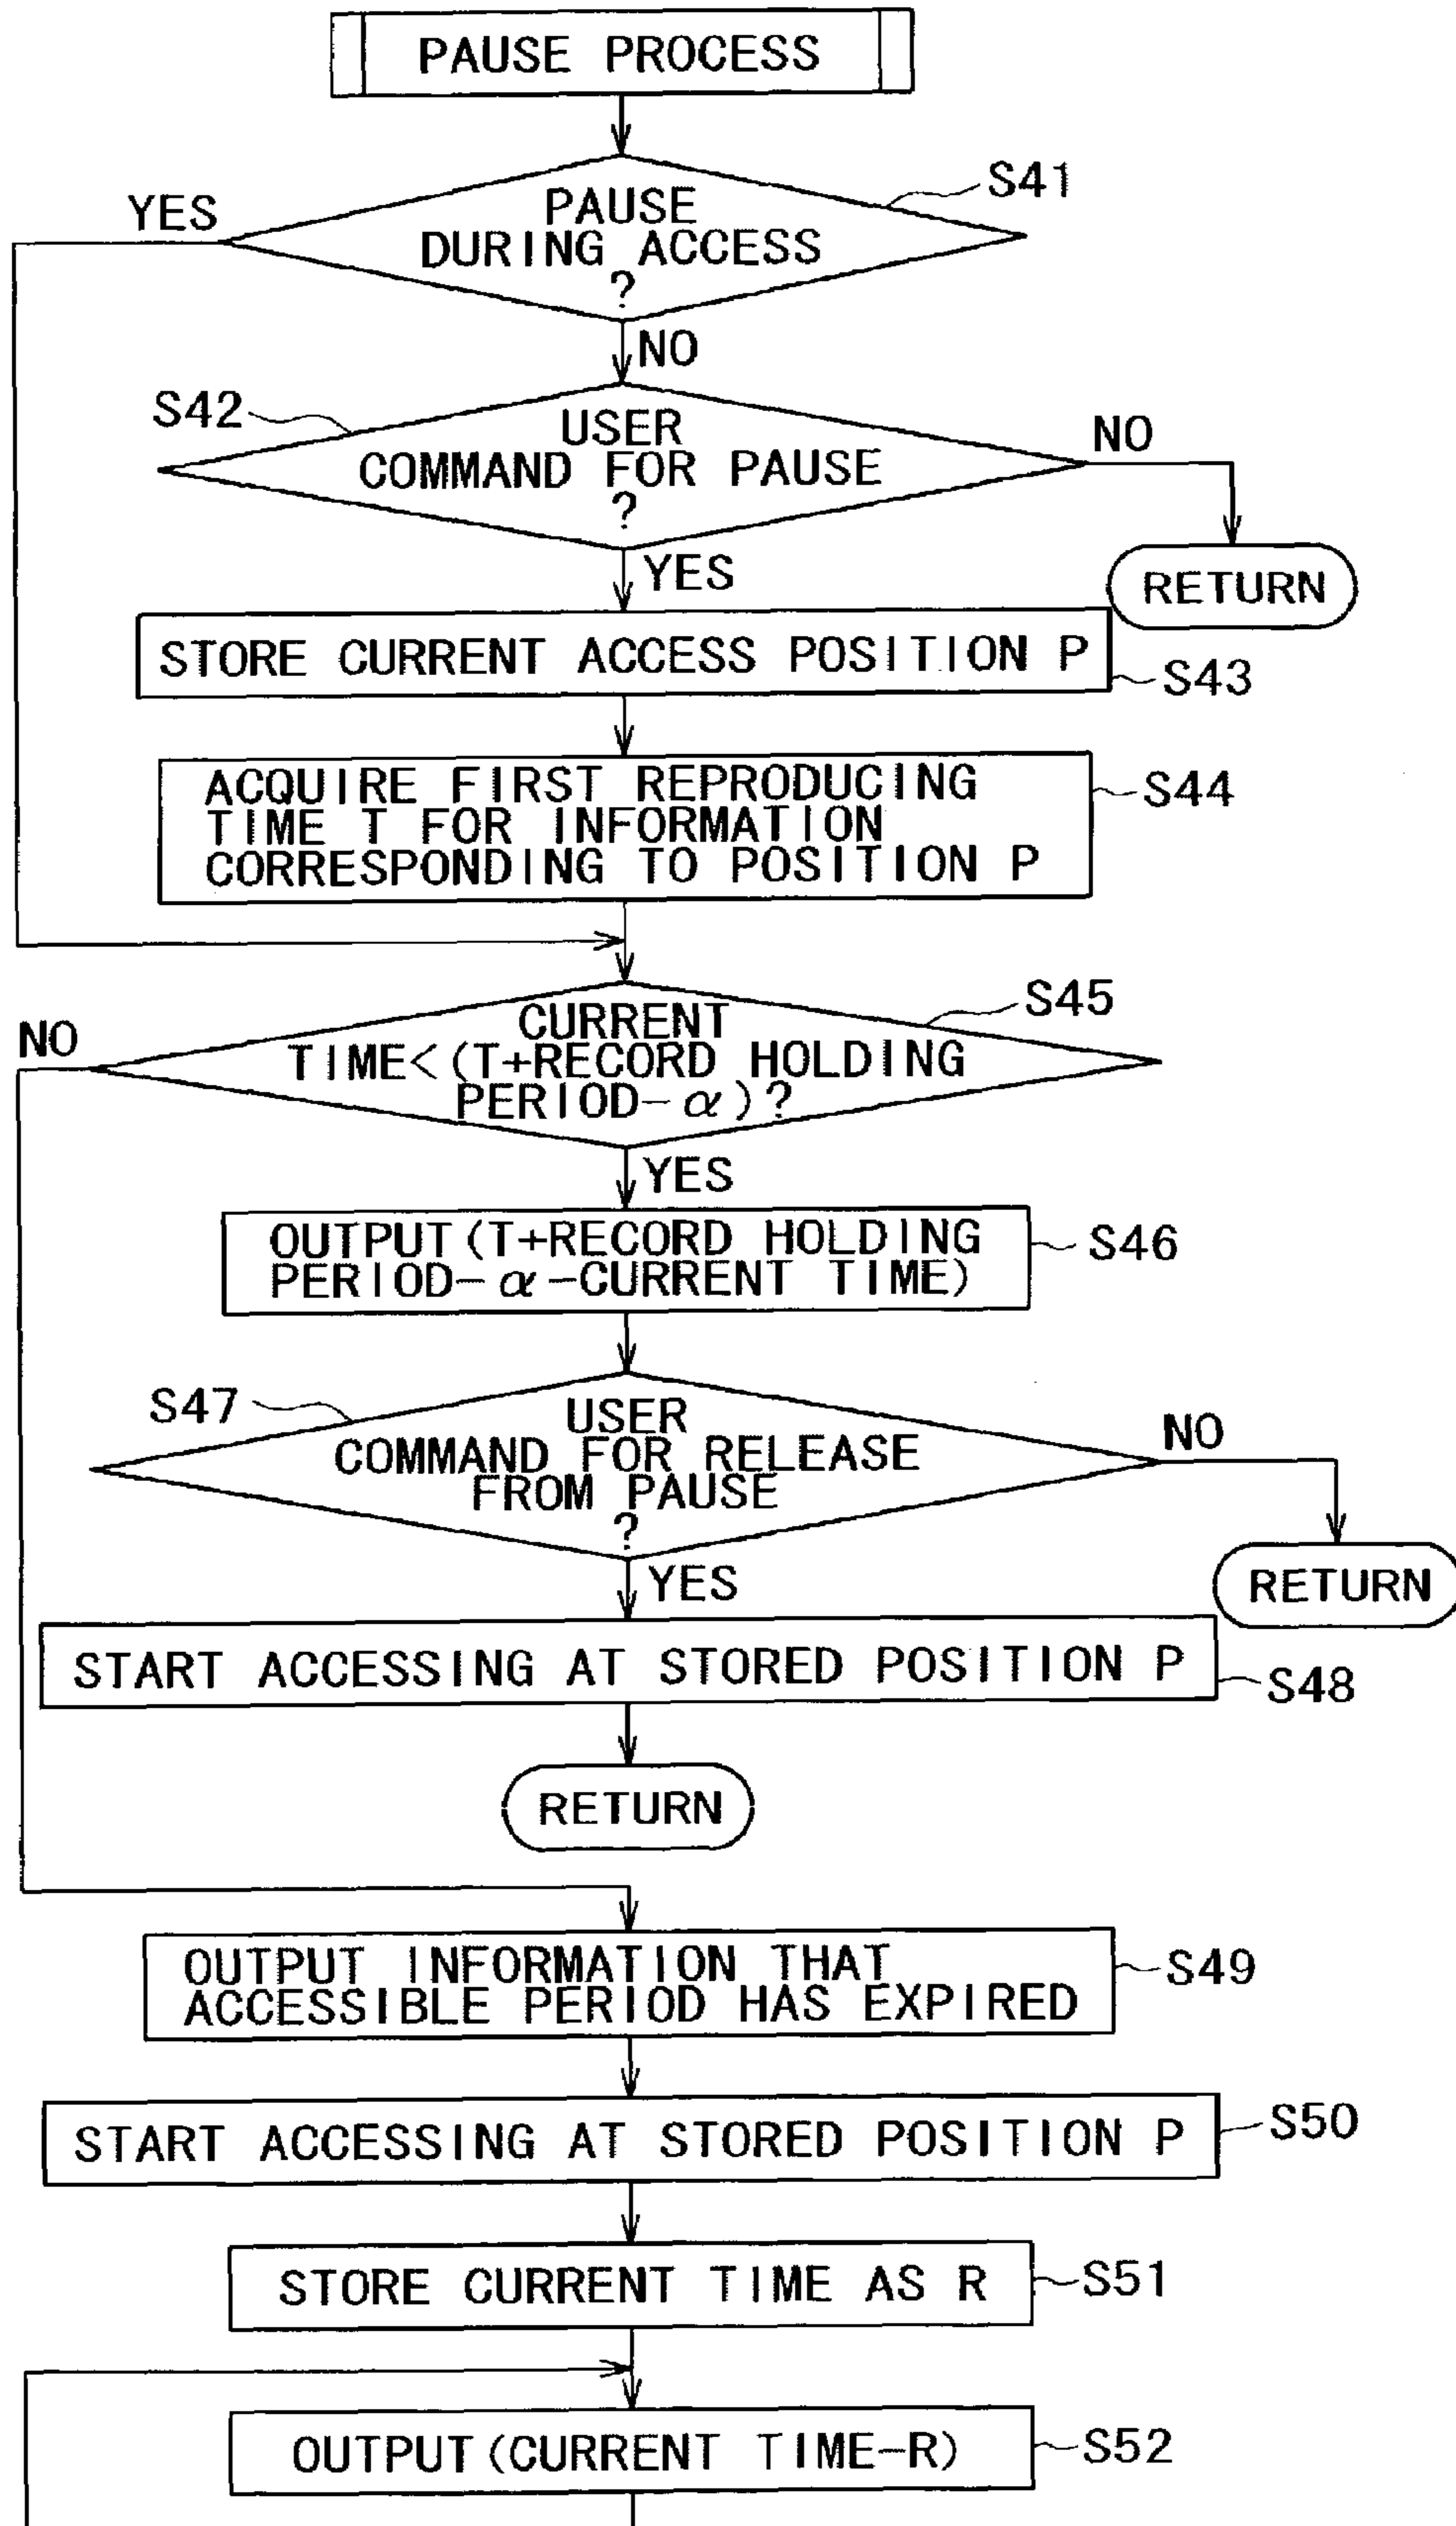 PAUSE PROCESS
S41
YES
PAUSE
DURING ACCESS
?
NO
S42
USER
COMMAND FOR PAUSE
?
NO
YES
RETURN
STORE CURRENT ACCESS POSITION P
S43
ACQUIRE FIRST REPRODUCING
TIME T FOR INFORMATION
CORRESPONDING TO POSITION P
S44
S45
NO
CURRENT
TIME<(T+RECORD HOLDING
PERIOD-α)?
YES
OUTPUT(T+RECORD HOLDING
PERIOD-α-CURRENT TIME)
S46
S47
USER
COMMAND FOR RELEASE
FROM PAUSE
?
NO
YES
RETURN
START ACCESSING AT STORED POSITION P
S48
RETURN
OUTPUT INFORMATION THAT
ACCESSIBLE PERIOD HAS EXPIRED
S49
START ACCESSING AT STORED POSITION P
S50
STORE CURRENT TIME AS R
S51
OUTPUT(CURRENT TIME-R)
S52